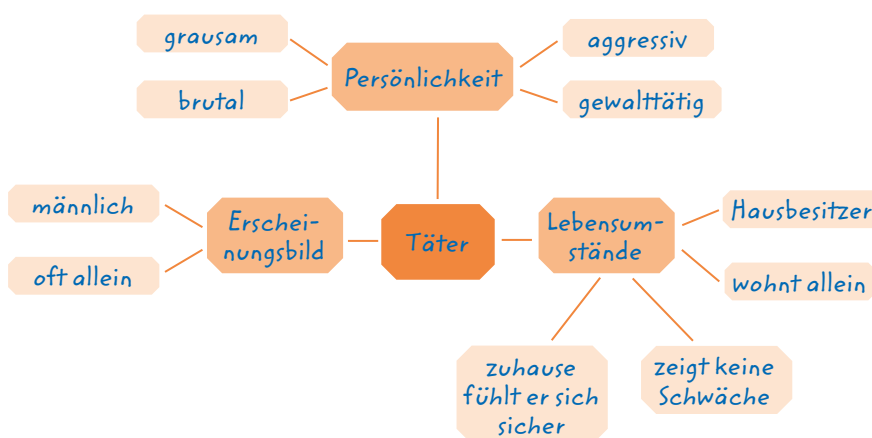 grausam
aggressiv
Persönlichkeit
brutal
gewalttätig
männlich
Erschei-
nungsbild
oft allein
Täter
Lebensum-
stände
Hausbesitzer
wohnt allein
zuhause
fühlt er sich
sicher
zeigt keine
Schwäche